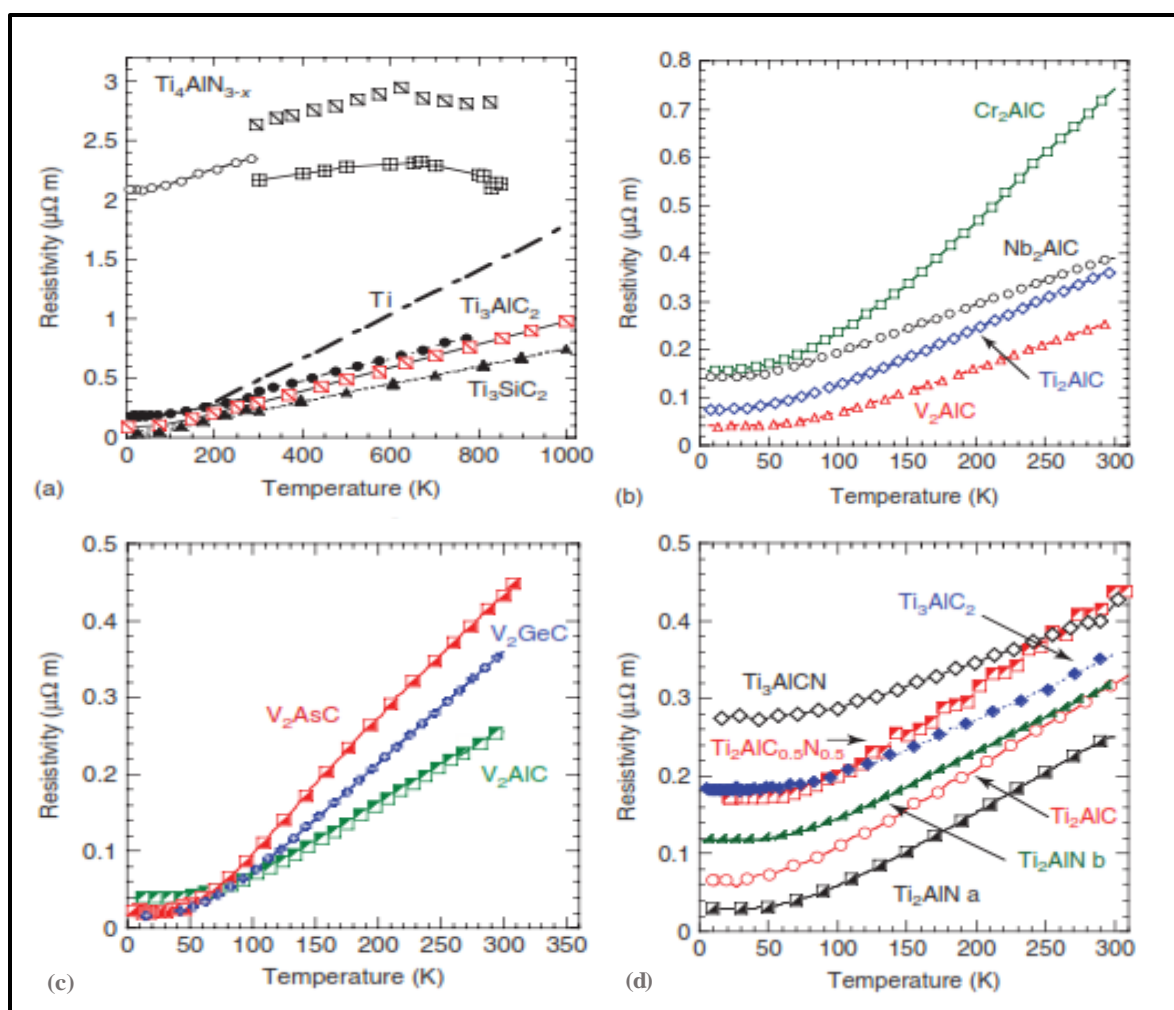 Ti₄AlN₃₋ₓ
3
2.5
2
1.5
1
0.5
0
Resistivity (μΩ m)
Ti
Ti₃AlC₂
Ti₃SiC₂
0 200 400 600 800 1000
(a) Temperature (K)
0.8
0.7
0.6
0.5
0.4
0.3
0.2
0.1
0
Resitivity (μΩ m)
Cr₂AlC
Nb₂AlC
Ti₂AlC
V₂AlC
0 50 100 150 200 250 300
(b) Temperature (K)
0.5
0.4
0.3
0.2
0.1
0
Resistivity (μΩ m)
V₂GeC
V₂AsC
V₂AlC
0 50 100 150 200 250 300 350
Temperature (K)
(c)
0.5
0.4
0.3
0.2
0.1
0
Resistivity (μΩ m)
Ti₃AlC₂
Ti₃AlCN
Ti₂AlC₀.₅N₀.₅
Ti₂AlC
Ti₂AlN b
Ti₂AlN a
0 50 100 150 200 250 300
Temperature (K)
(d)